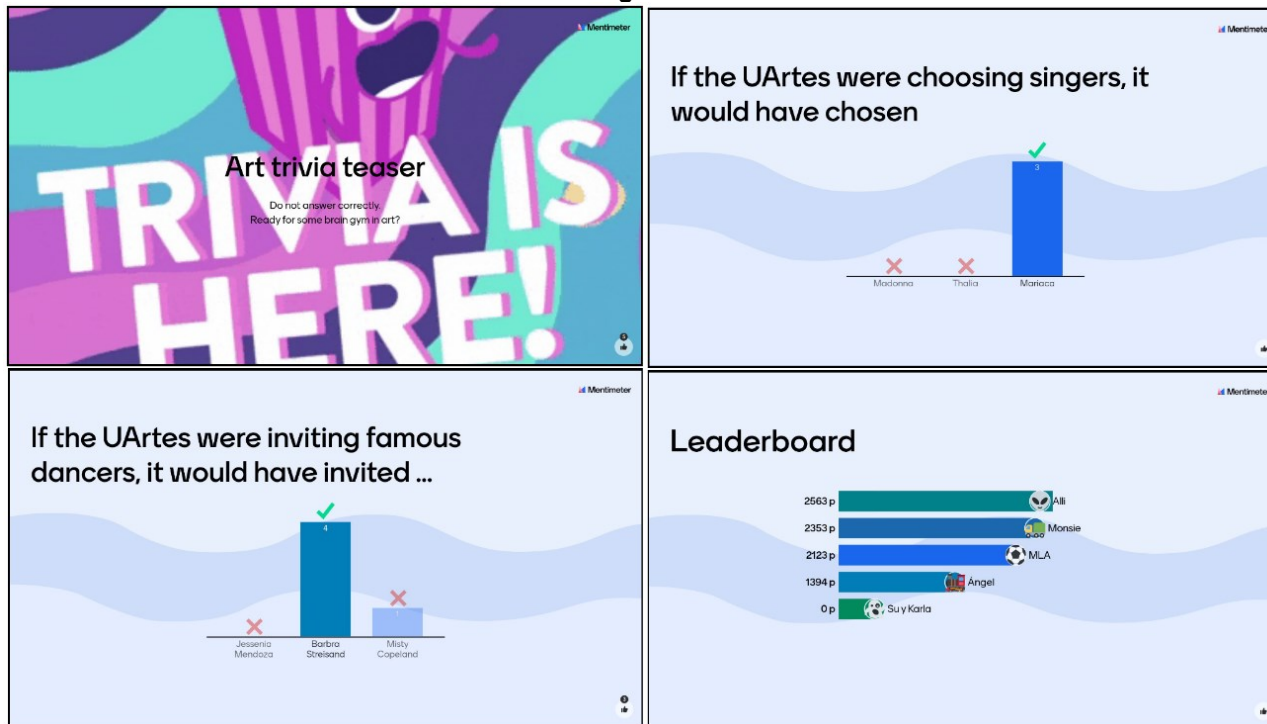 Mentimeter
TRIVIA IS
HERE!
Art trivia teaser
Do not answer correctly.
Ready for some brain gym in art?
Mentimete
If the UArtes were choosing singers, it
would have chosen
3
Madonna Thalia Mariaca
Mentimeter
If the UArtes were inviting famous
dancers, it would have invited ...
4
1
Jessenia Barbra Misty
Mendoza Streisand Copeland
Mentimete
Leaderboard
2563 p Alli
2353 p Monsie
2123 p MLA
1394 p Ángel
0 p Su y Karla